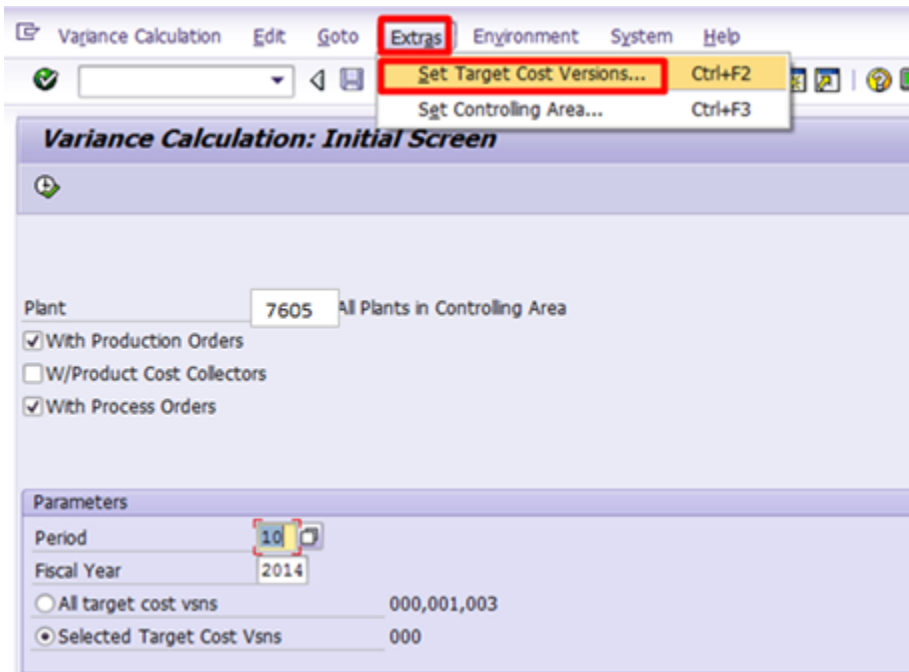 Variance Calculation Edit Goto Extras Environment System Help
Set Target Cost Versions... Ctrl+F2
Set Controlling Area... Ctrl+F3
Variance Calculation: Initial Screen
Plant 7605 All Plants in Controlling Area
With Production Orders
W/Product Cost Collectors
With Process Orders
Parameters
Period 10
Fiscal Year 2014
All target cost vsns 000,001,003
Selected Target Cost Vsns 000